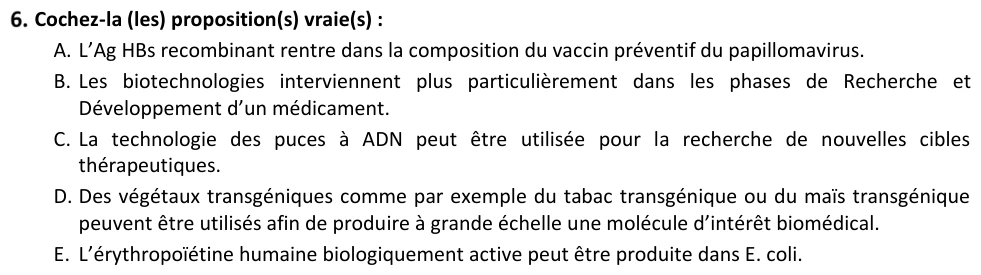 6. Cochez-la (les) proposition(s) vraie(s) :
A. L'Ag HBs recombinant rentre dans la composition du vaccin préventif du papillomavirus.
B. Les biotechnologies interviennent plus particulièrement dans les phases de Recherche et
Développement d'un médicament.
C. La technologie des puces à ADN peut être utilisée pour la recherche de nouvelles cibles
thérapeutiques.
D. Des végétaux transgéniques comme par exemple du tabac transgénique ou du maïs transgénique
peuvent être utilisés afin de produire à grande échelle une molécule d'intérêt biomédical.
E. L'érythropoïétine humaine biologiquement active peut être produite dans E. coli.